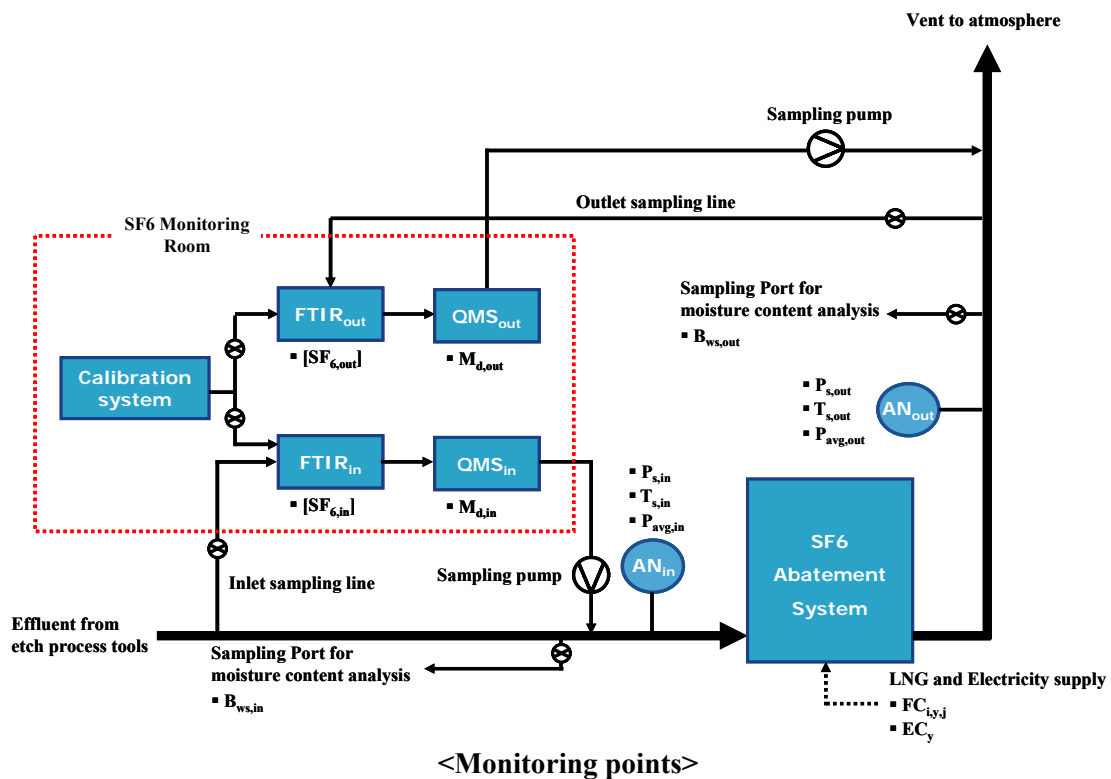 Vent to atmosphere
Sampling pump
Outlet sampling line
SF6 Monitoring
Room
FTIRout
QMSout
▪ [SF6,out]
▪ Md,out
Sampling Port for
moisture content analysis
▪ Bws,out
Calibration
system
▪ Ps,out
▪ Ts,out
▪ Pavg,out
ANout
FTIRin
QMSin
▪ [SF6,in]
▪ Md,in
▪ Ps,in
▪ Ts,in
▪ Pavg,in
ANin
SF6
Abatement
System
Inlet sampling line
Sampling pump
Effluent from
etch process tools
Sampling Port for
moisture content analysis
▪ Bws,in
LNG and Electricity supply
▪ FCi,y,j
▪ ECy
<Monitoring points>